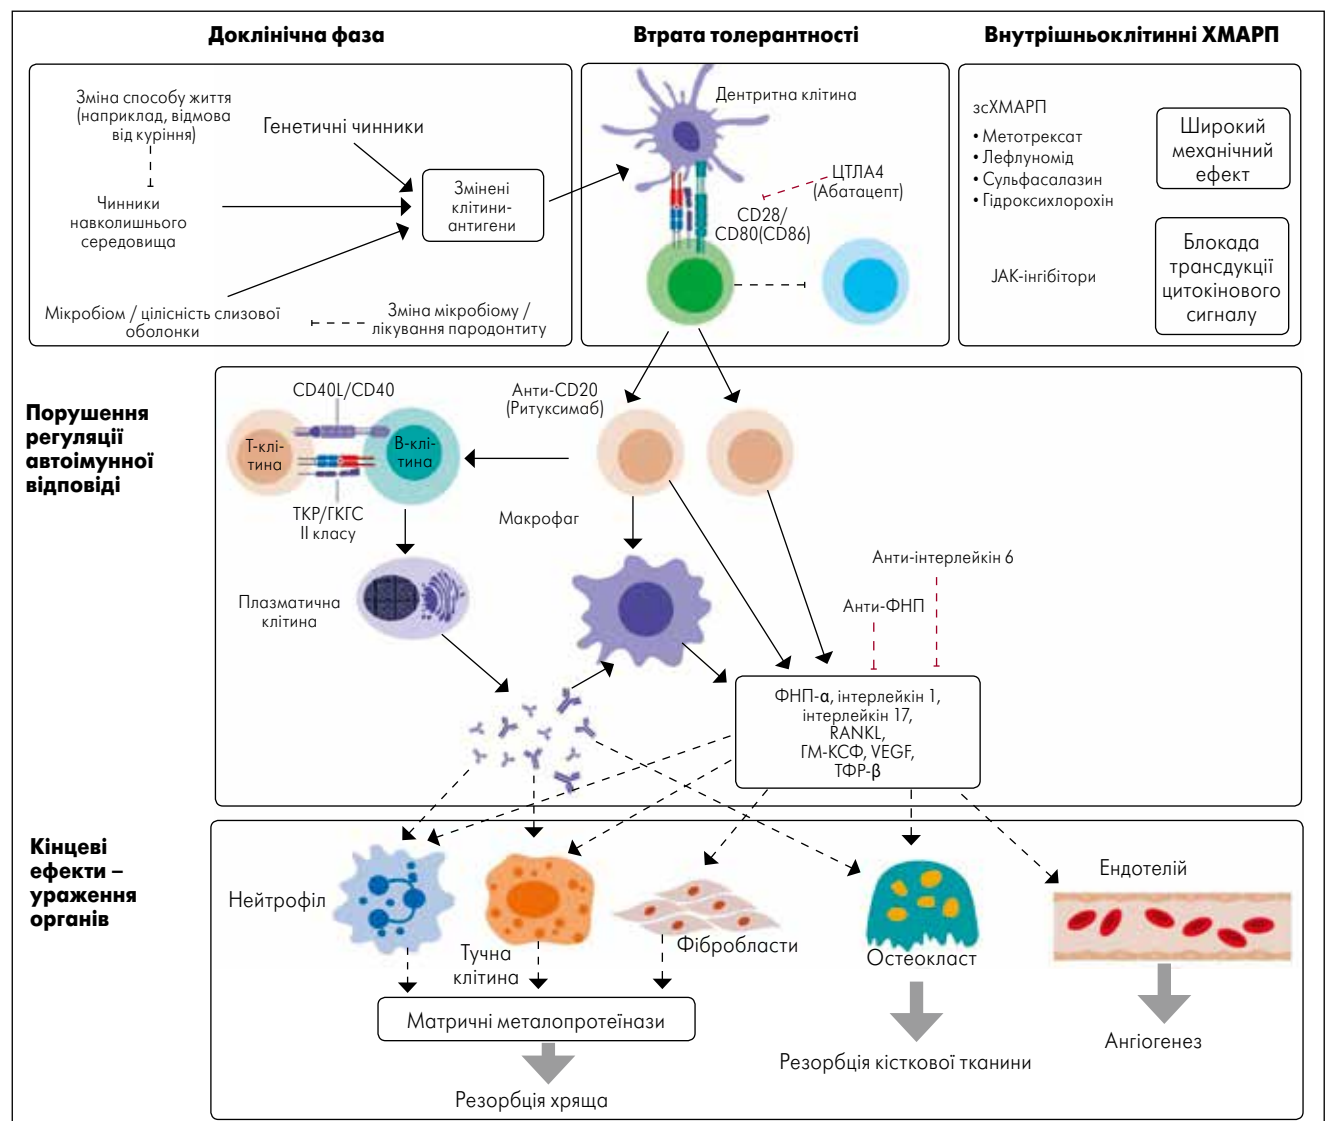 Доклінічна фаза
Втрата толерантності
Внутрішньоклітинні ХМАРП
Зміна способу життя
(наприклад, відмова
від куріння)
Генетичні чинники
Чинники
навколишнього
середовища
Змінені
клітини-
антигени
Мікробіом / цілісність слизової
оболонки
Зміна мікробіому /
лікування пародонтиту
Дентритна клітина
ЦТЛА4
(Абатацепт)
CD28/
CD80(CD86)
зсХМАРП
• Метотрексат
• Лефлуномід
• Сульфасалазин
• Гідроксихлорохін
Широкий
механічний
ефект
JAK-інгібітори
Блокада
трансдукції
цитокінового
сигналу
Порушення
регуляції
автоімунної
відповіді
CD40L/CD40
Т-клі-
тина
В-клі-
тина
ТКР/ГКГС
II класу
Анти-CD20
(Ритуксимаб)
Макрофаг
Плазматична
клітина
Анти-інтерлейкін 6
Анти-ФНП
ФНП-α, інтерлейкін 1,
інтерлейкін 17,
RANKL,
ГМ-КСФ, VEGF,
ТФР-β
Кінцеві
ефекти –
ураження
органів
Нейтрофіл
Тучна
клітина
Фібробласти
Остеокласт
Ендотелій
Матричні металопротеїнази
Резорбція хряща
Резорбція кісткової тканини
Ангіогенез